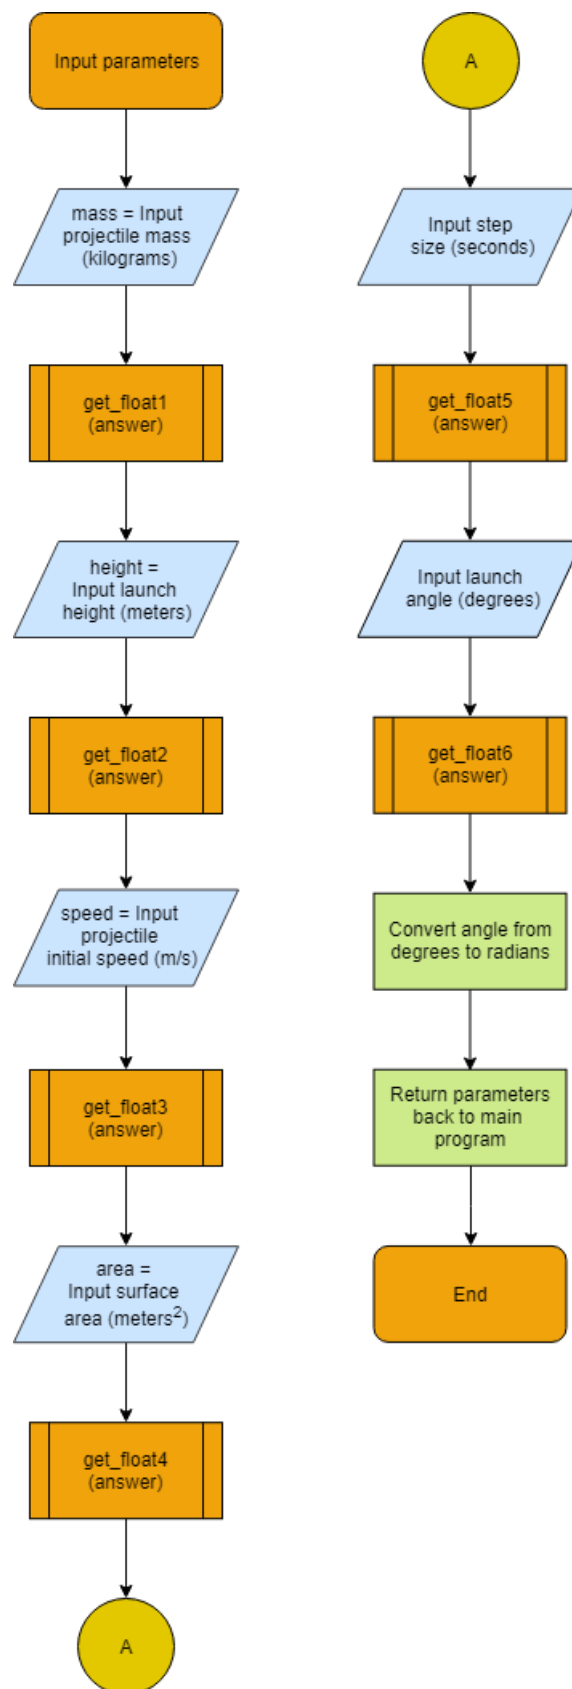 Input parameters
mass = Input
projectile mass
(kilograms)
get_float1
(answer)
height =
Input launch
height (meters)
get_float2
(answer)
speed = Input
projectile
initial speed (m/s)
get_float3
(answer)
area =
Input surface
area (meters²)
get_float4
(answer)
A
A
Input step
size (seconds)
get_float5
(answer)
Input launch
angle (degrees)
get_float6
(answer)
Convert angle from
degrees to radians
Return parameters
back to main
program
End